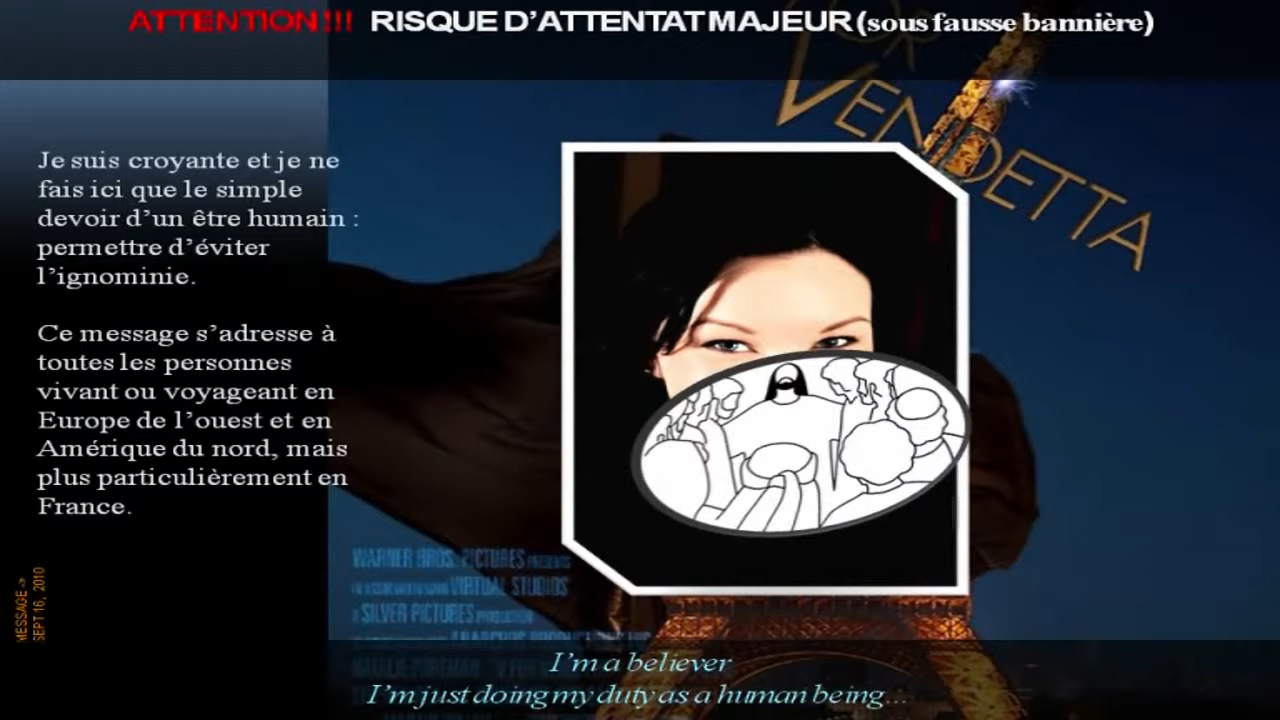 ATTENTION!!! RISQUE D'ATTENTAT MAJEUR (sous fausse bannière)
OR
VENDETTA
Je suis croyante et je ne
fais ici que le simple
devoir d'un être humain :
permettre d'éviter
l'ignominie.
Ce message s'adresse à
toutes les personnes
vivant ou voyageant en
Europe de l'ouest et en
Amérique du nord, mais
plus particulièrement en
France.
WARNER BROS. PICTURES PRESENTS
VIRTUAL STUDIOS
A SILVER PICTURES PRODUCTION
MESSAGE ->
SEPT 16, 2010
I'm a believer
I'm just doing my duty as a human being...